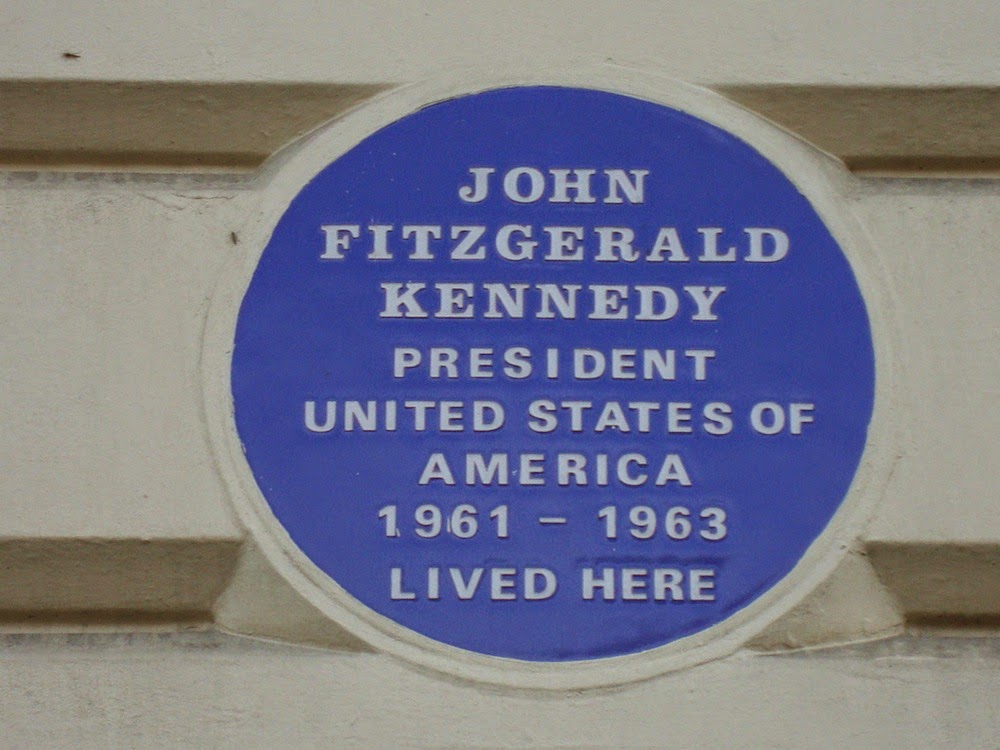 JOHN
FITZGERALD
KENNEDY
PRESIDENT
UNITED STATES OF
AMERICA
1961 – 1963
LIVED HERE